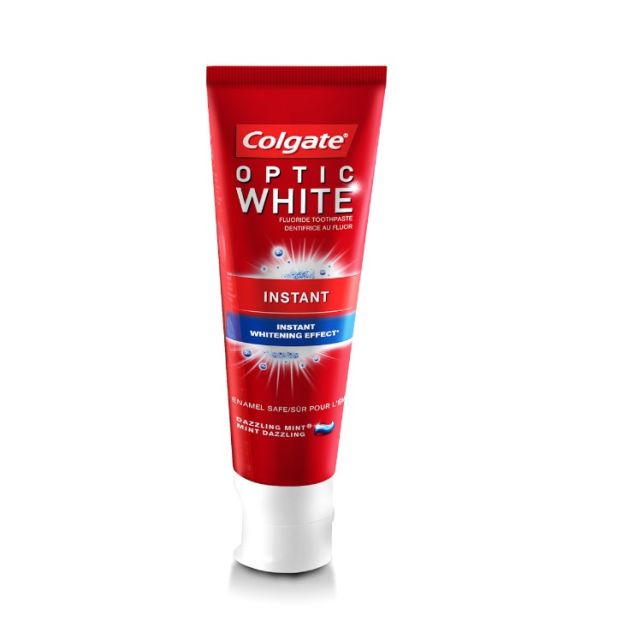 Colgate®
OPTIC
WHITE
FLUORIDE TOOTHPASTE
DENTIFRICE AU FLUOR
INSTANT
INSTANT
WHITENING EFFECT*
ENAMEL SAFE/SÛR POUR
DAZZLING MINT®
MINT DAZZLING